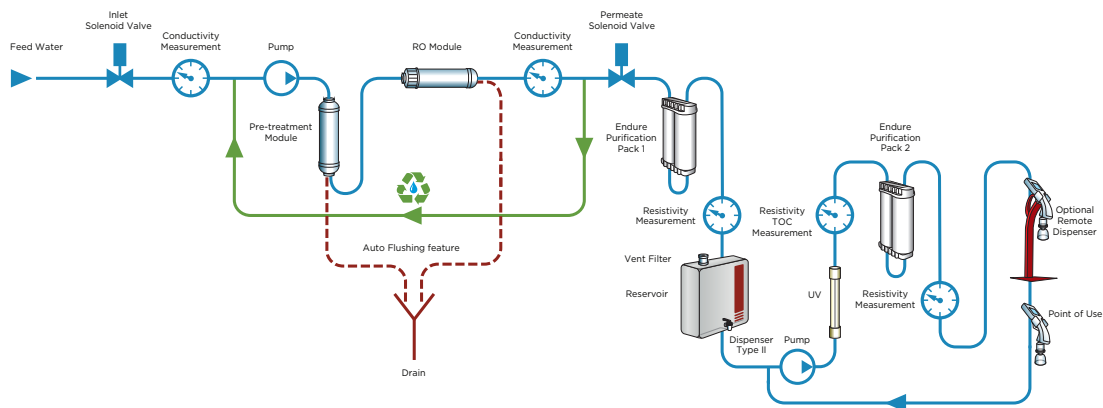 Inlet
Solenoid Valve
Feed Water
Conductivity
Measurement
Pump
RO Module
Conductivity
Measurement
Permeate
Solenoid Valve
Pre-treatment
Module
Endure
Purification
Pack 1
Endure
Purification
Pack 2
Auto Flushing feature
Drain
Resistivity
Measurement
Resistivity
TOC
Measurement
Optional
Remote
Dispenser
Vent Filter
Reservoir
UV
Resistivity
Measurement
Point of Use
Dispenser
Type II
Pump